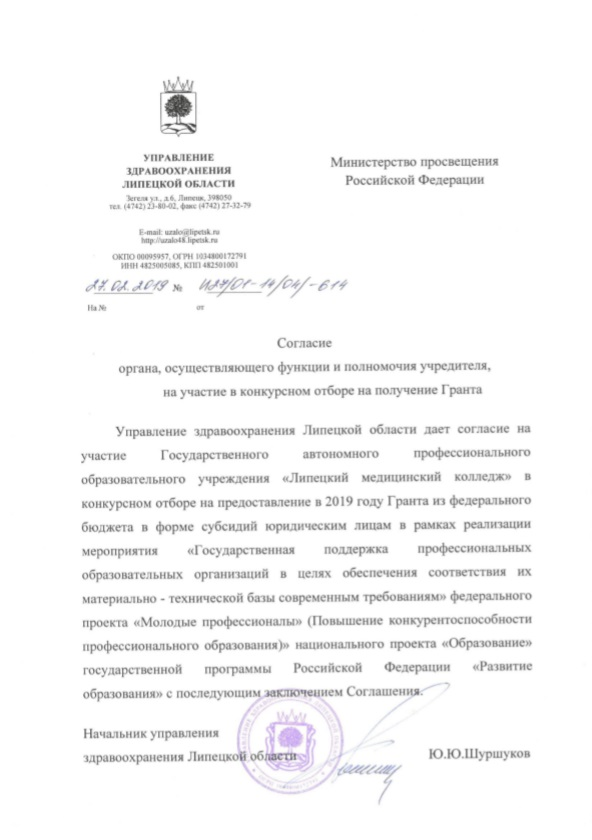 УПРАВЛЕНИЕ
ЗДРАВООХРАНЕНИЯ
ЛИПЕЦКОЙ ОБЛАСТИ
Зегеля ул., д.6, Липецк, 398050
тел. (4742) 23-80-02, факс (4742) 27-32-79
E-mail: uzalo@lipetsk.ru
http://uzalo48.lipetsk.ru
ОКПО 00095957, ОГРН 1034800172791
ИНН 4825005085, КПП 482501001
27.02.2019 № И27/01-14/04/-614
На № от
Министерство просвещения
Российской Федерации
Согласие
органа, осуществляющего функции и полномочия учредителя,
на участие в конкурсном отборе на получение Гранта
Управление здравоохранения Липецкой области дает согласие на
участие Государственного автономного профессионального
образовательного учреждения «Липецкий медицинский колледж» в
конкурсном отборе на предоставление в 2019 году Гранта из федерального
бюджета в форме субсидий юридическим лицам в рамках реализации
мероприятия «Государственная поддержка профессиональных
образовательных организаций в целях обеспечения соответствия их
материально - технической базы современным требованиям» федерального
проекта «Молодые профессионалы» (Повышение конкурентоспособности
профессионального образования)» национального проекта «Образование»
государственной программы Российской Федерации «Развитие
образования» с последующим заключением Соглашения.
Начальник управления
здравоохранения Липецкой области Ю.Ю.Шуршуков